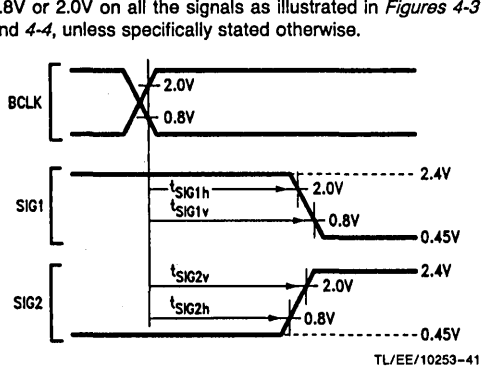 .8V or 2.0V on all the signals as illustrated in Figures 4-3
nd 4-4, unless specifically stated otherwise.
BCLK
2.0V
0.8V
SIG1
tSIG1h
tSIG1v
2.0V
0.8V
2.4V
0.45V
SIG2
tSIG2v
tSIG2h
2.0V
0.8V
2.4V
0.45V
TL/EE/10253-41